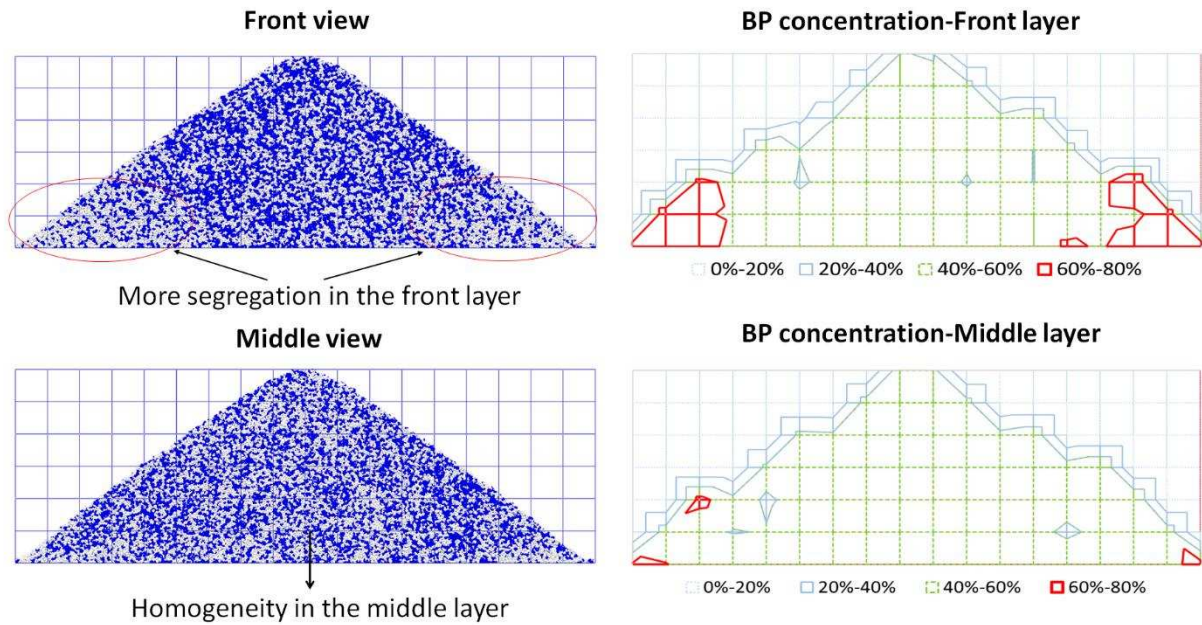 Front view
BP concentration-Front layer
0%-20% 20%-40% 40%-60% 60%-80%
More segregation in the front layer
Middle view
BP concentration-Middle layer
0%-20% 20%-40% 40%-60% 60%-80%
Homogeneity in the middle layer